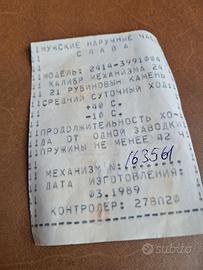 МУЖСКИЕ НАРУЧНЫЕ ЧАС
СЛАВА
МОДЕЛЬ: 2414-3991004
КАЛИБР МЕХАНИЗМА 24
21 РУБИНОВЫЙ КАМЕНЬ
СРЕДНИЙ СУТОЧНЫЙ ХОД:
+40 С.
-10 С.
ПРОДОЛЖИТЕЛЬНОСТЬ ХО-
ДА ОТ ОДНОЙ ЗАВОДКИ
ПРУЖИНЫ НЕ МЕНЕЕ 42 Ч
МЕХАНИЗМ N: 163561
ДАТА ИЗГОТОВЛЕНИЯ:
03.1989
КОНТРОЛЕР: 278П20
subito